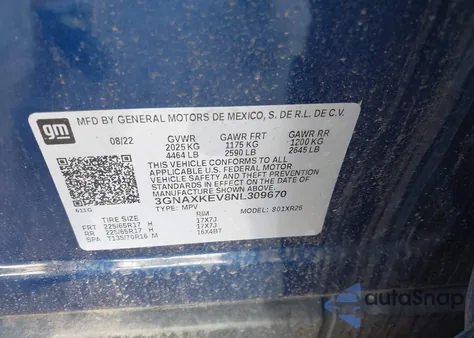 gm
MFD BY GENERAL MOTORS DE MEXICO, S. DE R.L. DE C.V.
08/22 GVWR GAWR FRT GAWR RR
2025 KG 1175 KG 1200 KG
4464 LB 2590 LB 2645 LB
THIS VEHICLE CONFORMS TO ALL
APPLICABLE U.S. FEDERAL MOTOR
VEHICLE SAFETY AND THEFT PREVENTION STANDARDS
IN EFFECT ON THE DATE OF MANUFACTURE SHOWN ABOVE.
3GNAXKEV8NL309670
TYPE: MPV MODEL: 801XR26
611G
TIRE SIZE RIM
FRT 225/65R17 H 17X7J
RR 225/65R17 H 17X7J
SPA T135/70R16 M 16X4BT
autoSnap